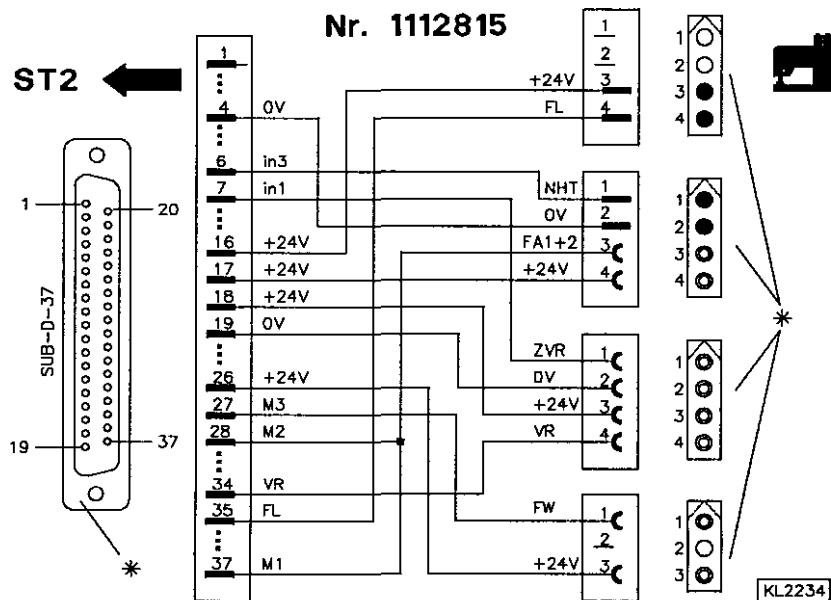 Nr. 1112815
ST2
SUB-D-37
1
20
19
37
1
4 0V
6 in3
7 in1
16 +24V
17 +24V
18 +24V
19 0V
26 +24V
27 M3
28 M2
34 VR
35 FL
37 M1
1
2
+24V 3
FL 4
NHT 1
0V 2
FA1+2 3
+24V 4
ZVR 1
0V 2
+24V 3
VR 4
FW 1
2
+24V 3
1
2
3
4
1
2
3
4
1
2
3
4
1
2
3
*
*
KL2234